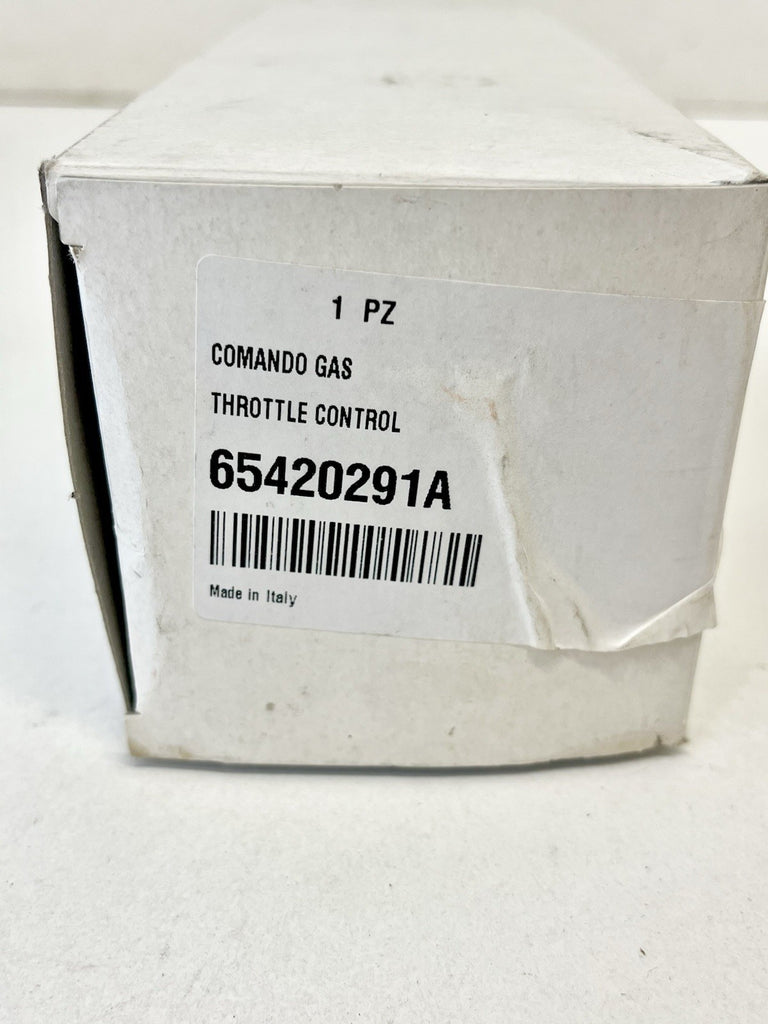 1 PZ
COMANDO GAS
THROTTLE CONTROL
65420291A
Made in Italy